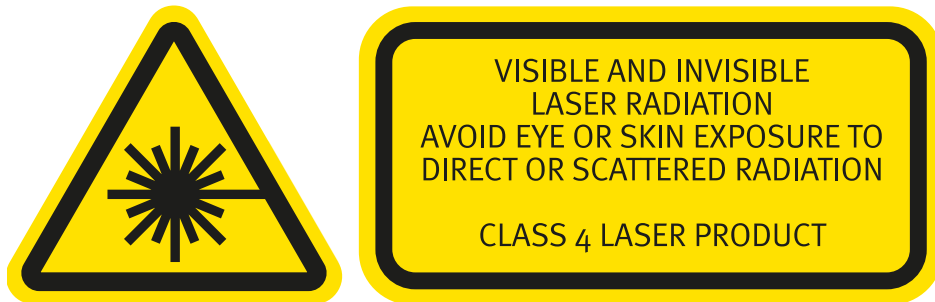 VISIBLE AND INVISIBLE
LASER RADIATION
AVOID EYE OR SKIN EXPOSURE TO
DIRECT OR SCATTERED RADIATION
CLASS 4 LASER PRODUCT